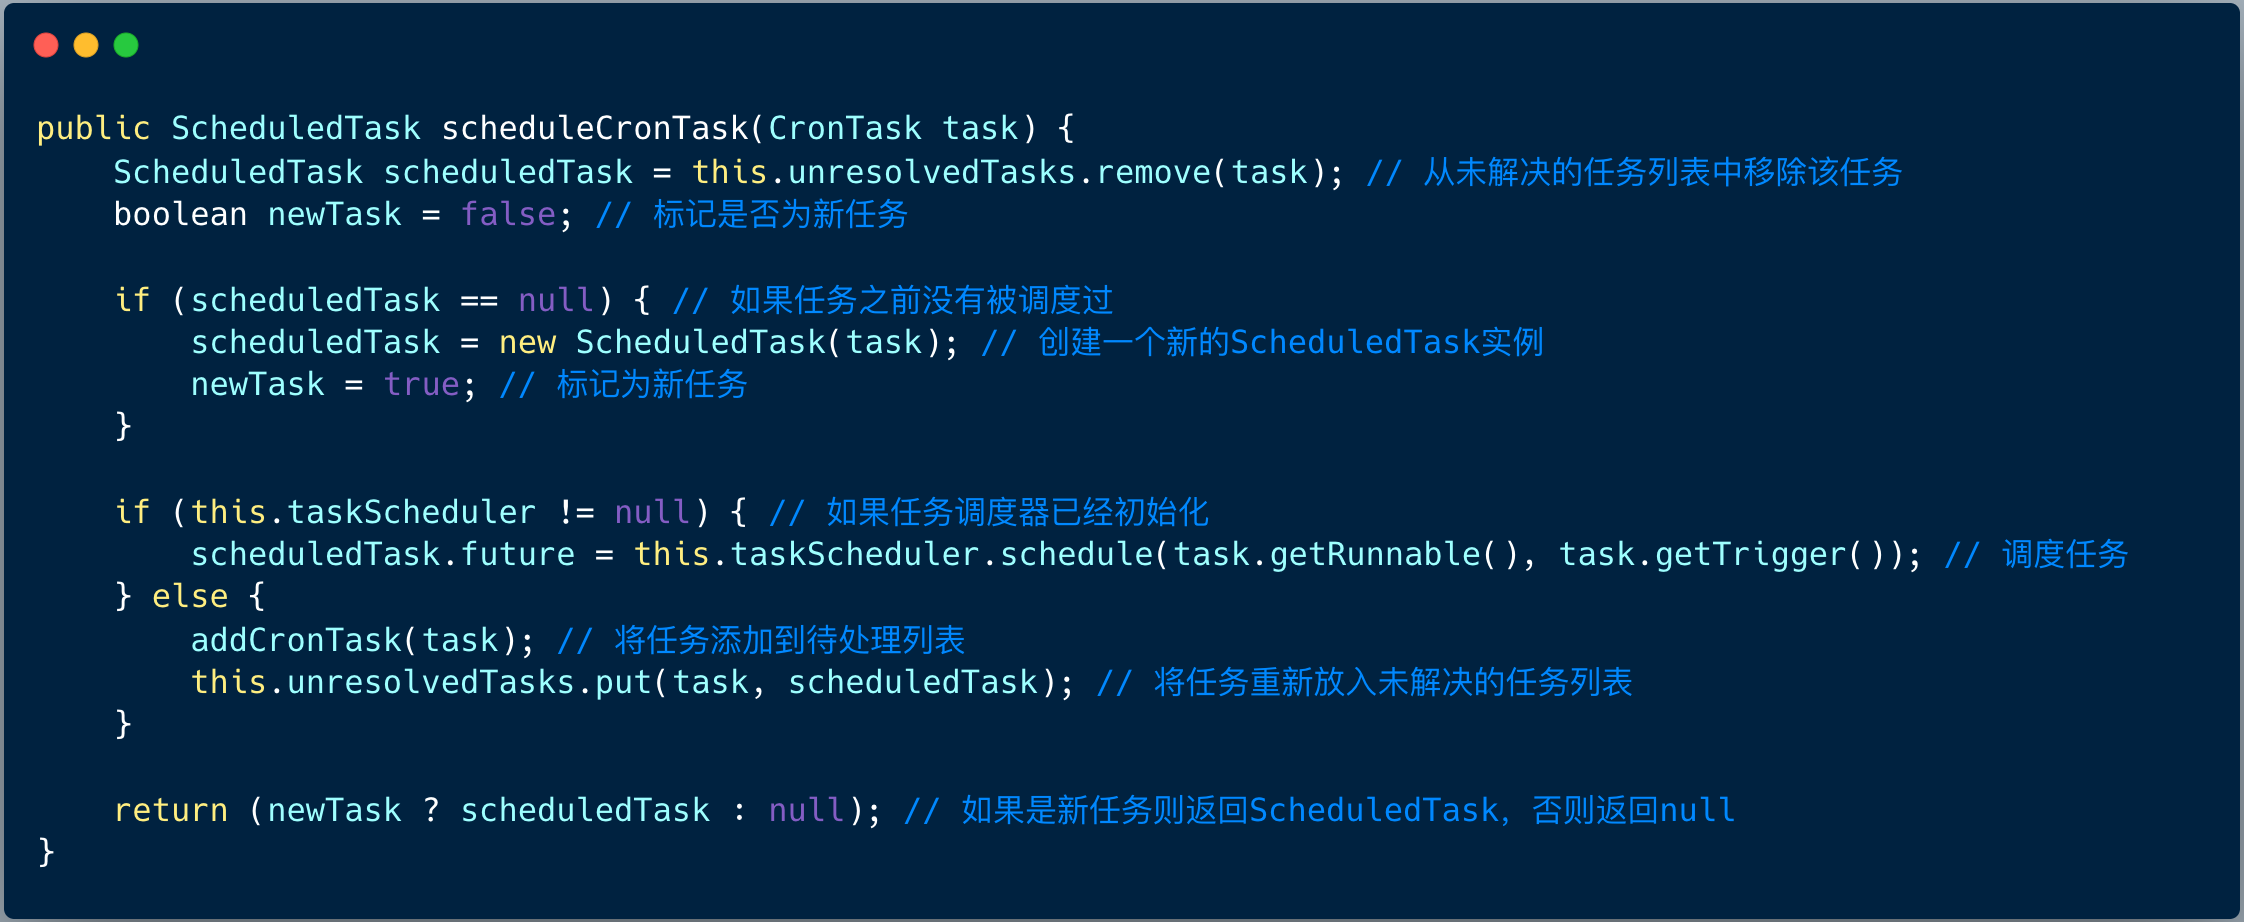 public ScheduledTask scheduleCronTask(CronTask task) {
    ScheduledTask scheduledTask = this.unresolvedTasks.remove(task); // 从未解决的任务列表中移除该任务
    boolean newTask = false; // 标记是否为新任务

    if (scheduledTask == null) { // 如果任务之前没有被调度过
        scheduledTask = new ScheduledTask(task); // 创建一个新的ScheduledTask实例
        newTask = true; // 标记为新任务
    }

    if (this.taskScheduler != null) { // 如果任务调度器已经初始化
        scheduledTask.future = this.taskScheduler.schedule(task.getRunnable(), task.getTrigger()); // 调度任务
    } else {
        addCronTask(task); // 将任务添加到待处理列表
        this.unresolvedTasks.put(task, scheduledTask); // 将任务重新放入未解决的任务列表
    }

    return (newTask ? scheduledTask : null); // 如果是新任务则返回ScheduledTask，否则返回null
}